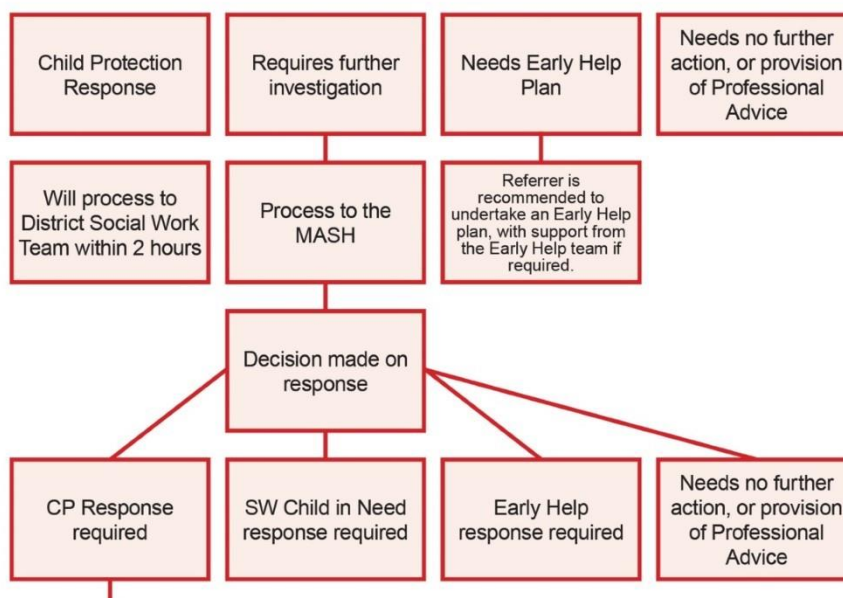 Child Protection
Response
Requires further
investigation
Needs Early Help
Plan
Needs no further
action, or provision
of Professional
Advice
Will process to
District Social Work
Team within 2 hours
Process to the
MASH
Referrer is
recommended to
undertake an Early Help
plan, with support from
the Early Help team if
required.
Decision made on
response
CP Response
required
SW Child in Need
response required
Early Help
response required
Needs no further
action, or provision
of Professional
Advice